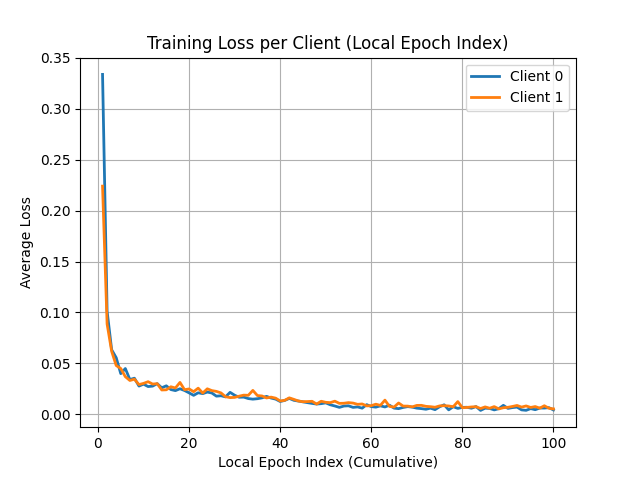 Training Loss per Client (Local Epoch Index)
Client 0
Client 1
Average Loss
0.35
0.30
0.25
0.20
0.15
0.10
0.05
0.00
0 20 40 60 80 100
Local Epoch Index (Cumulative)